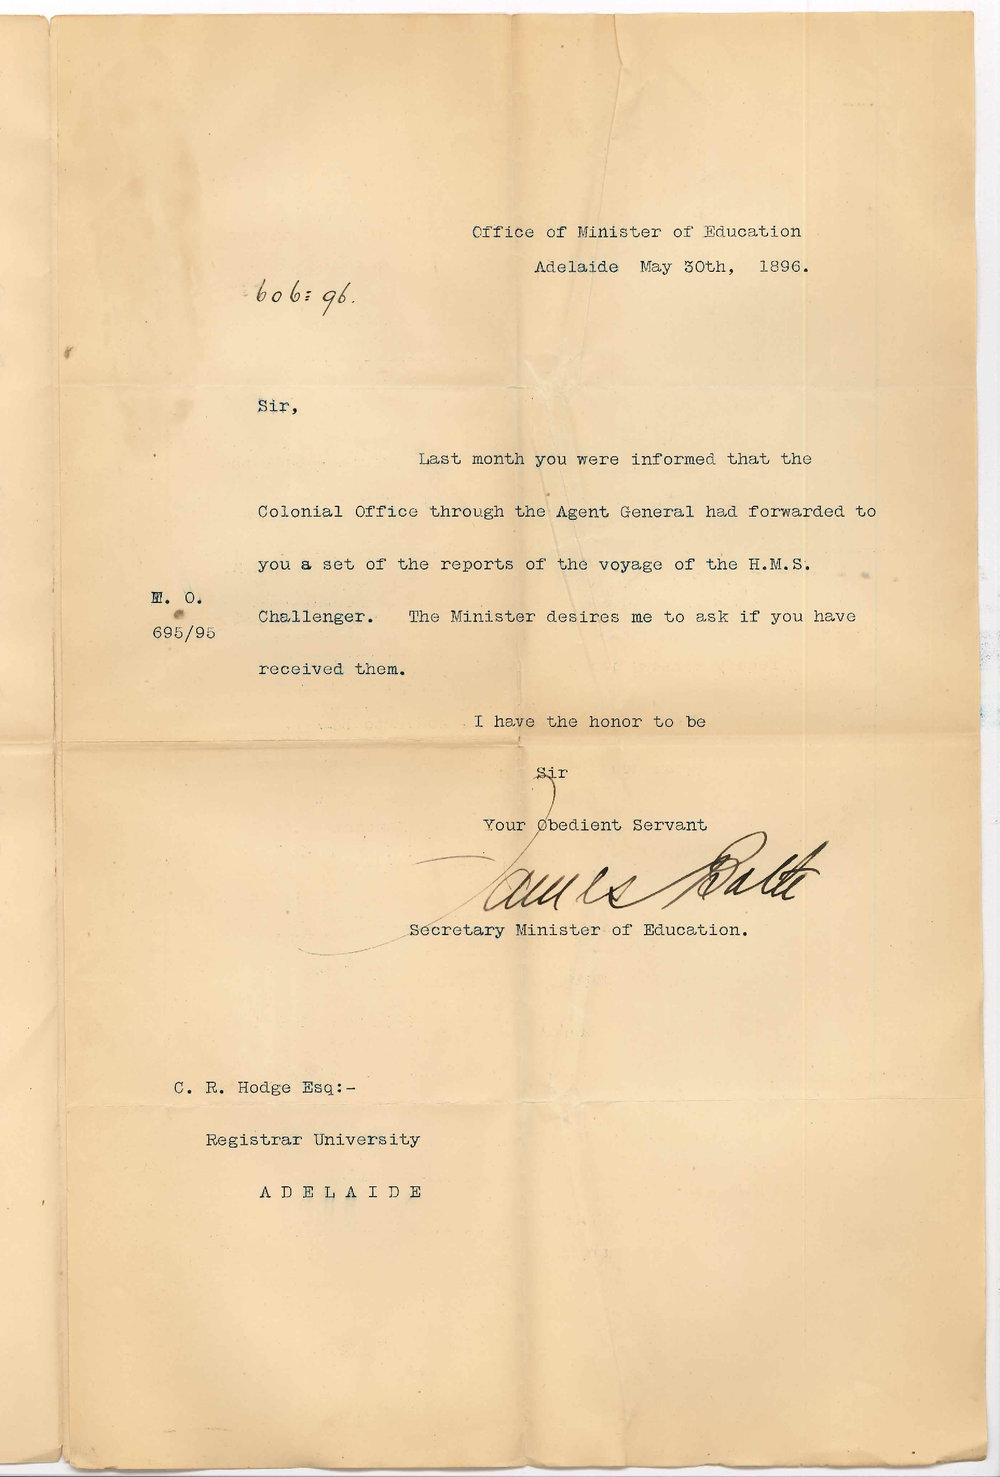 Office of Minister of Education
Adelaide May 30th, 1896.
606:96.
Sir,
Last month you were informed that the
Colonial Office through the Agent General had forwarded to
you a set of the reports of the voyage of the H.M.S.
E. O.
Challenger. The Minister desires me to ask if you have
695/95
received them.
I have the honor to be
Sir
Your Obedient Servant
James Bath
Secretary Minister of Education.
C. R. Hodge Esq:-
Registrar University
ADELAIDE